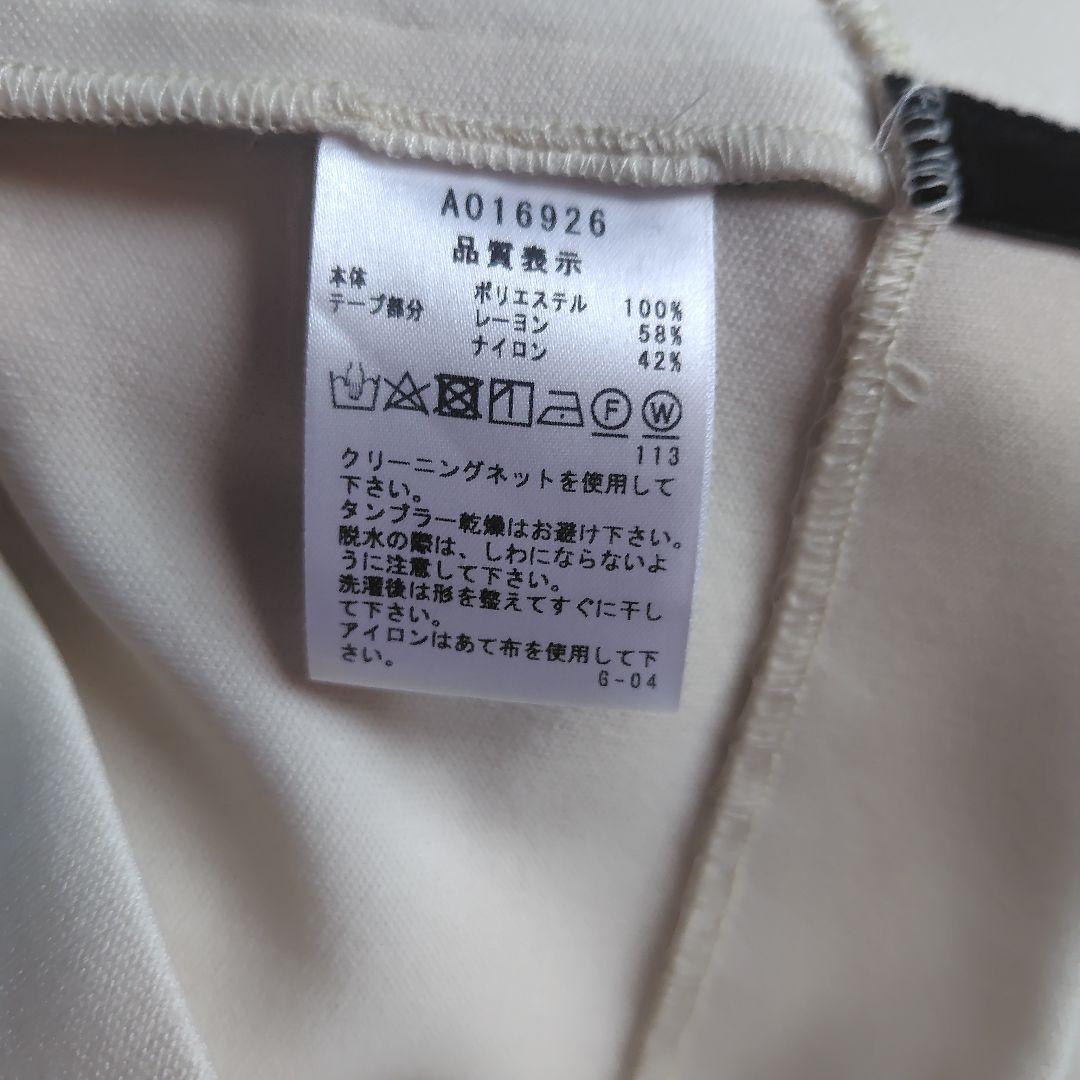 A016926
品質表示
本体 ポリエステル 100%
テープ部分 レーヨン 58%
ナイロン 42%
F W
113
クリーニングネットを使用して
下さい。
タンブラー乾燥はお避け下さい。
脱水の際は、しわにならないよ
うに注意して下さい。
洗濯後は形を整えてすぐに干し
て下さい。
アイロンはあて布を使用して下
さい。
6-04